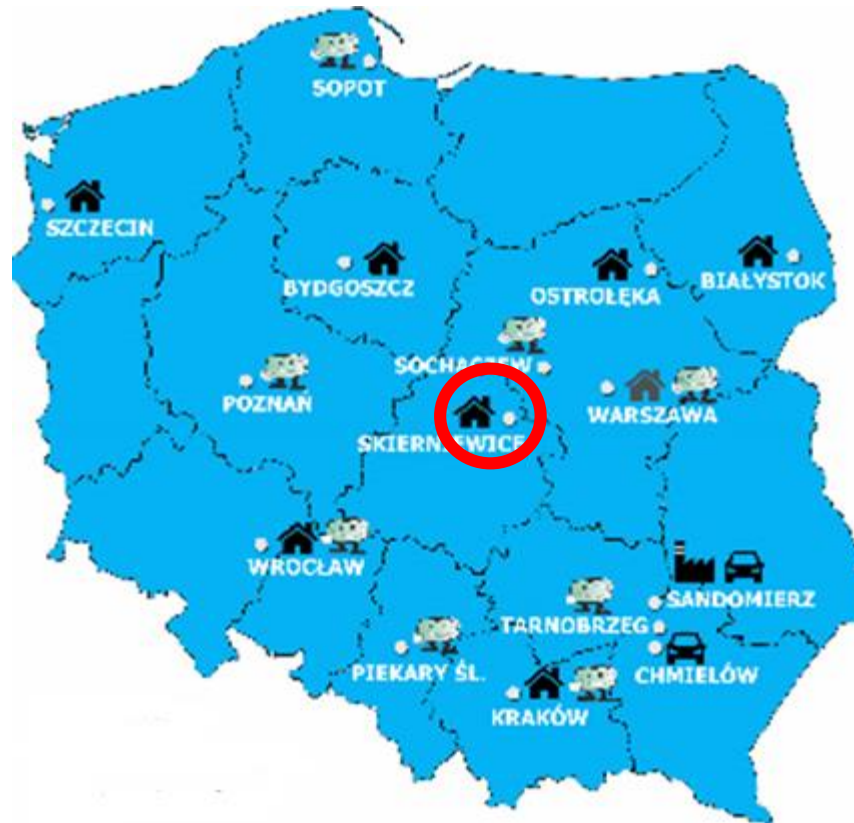 SOPOT
SZCZECIN
BYDGOSZCZ
OSTROŁĘKA
BIAŁYSTOK
SOCHACZEW
POZNAŃ
WARSZAWA
SKIERNIEWICE
WROCŁAW
SANDOMIERZ
TARNOBRZEG
PIEKARY ŚL.
CHMIELÓW
KRAKÓW